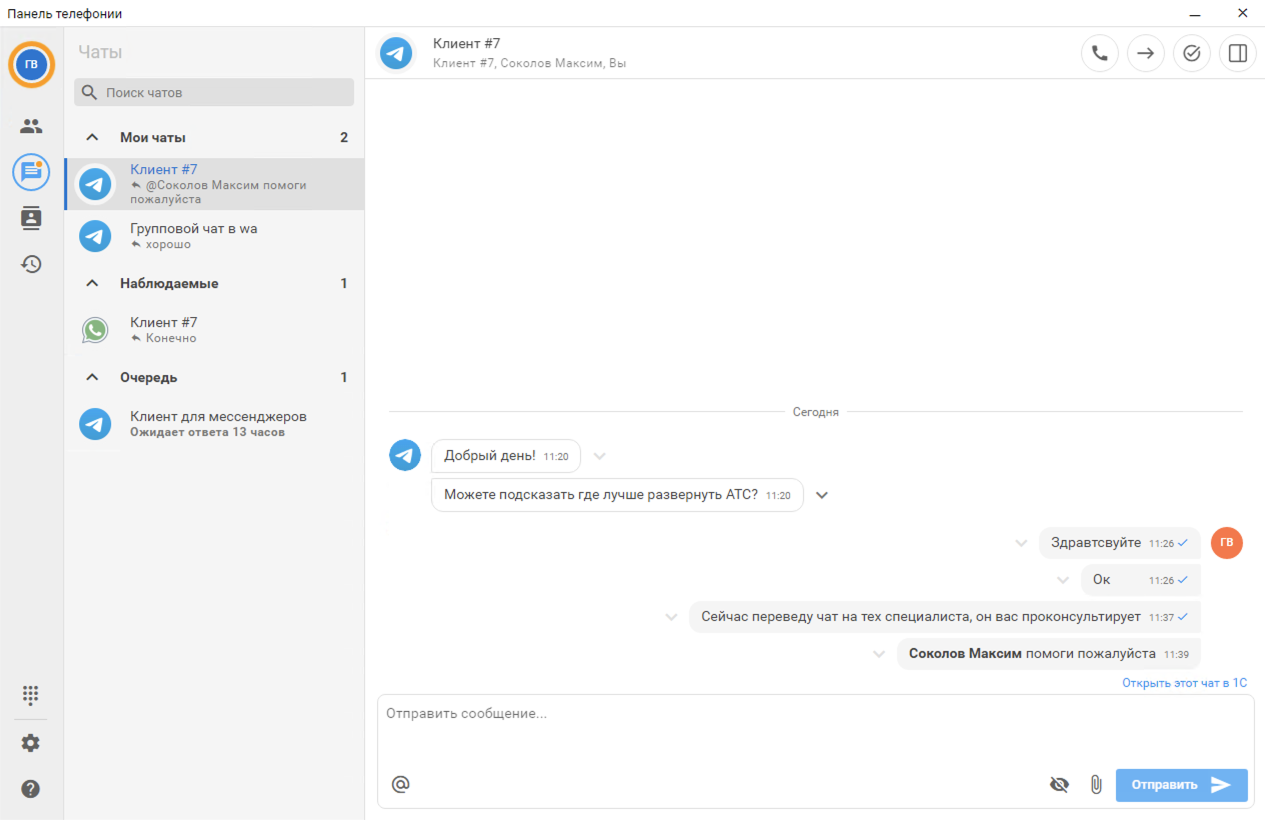 Панель телефонии
ГВ
Чаты
Поиск чатов
Мои чаты 2
Клиент #7
@Соколов Максим помоги
пожалуйста
Групповой чат в wa
хорошо
Наблюдаемые 1
Клиент #7
Конечно
Очередь 1
Клиент для мессенджеров
Ожидает ответа 13 часов
Клиент #7
Клиент #7, Соколов Максим, Вы
Сегодня
Добрый день! 11:20
Можете подсказать где лучше развернуть АТС? 11:20
Здравтсвуйте 11:26
ГВ
Ок 11:26
Сейчас переведу чат на тех специалиста, он вас проконсультирует 11:37
Соколов Максим помоги пожалуйста 11:39
Открыть этот чат в 1С
Отправить сообщение...
@
Отправить